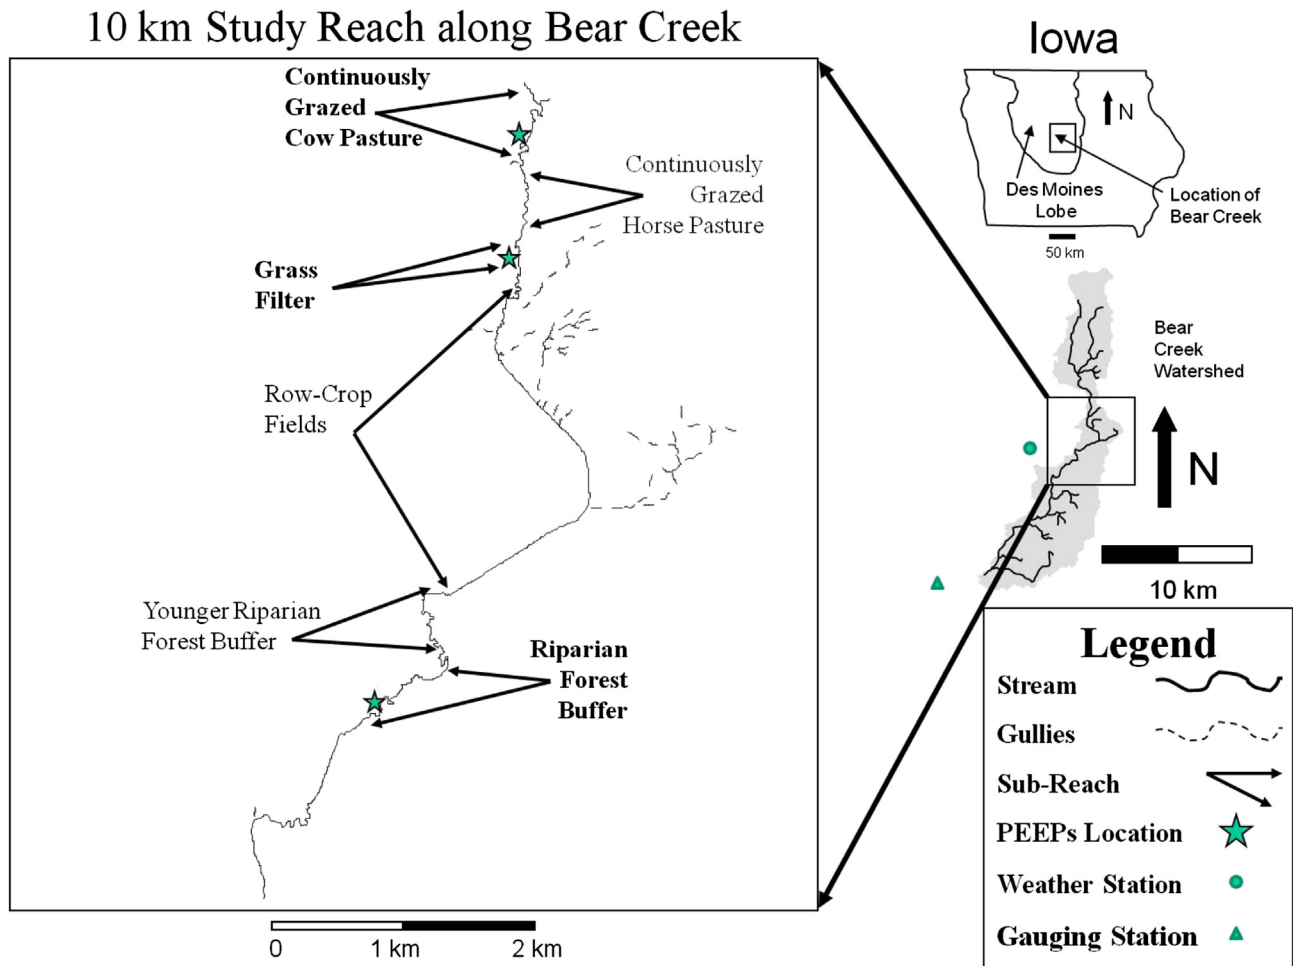 10 km Study Reach along Bear Creek
Continuously
Grazed
Cow Pasture
Continuously
Grazed
Horse Pasture
Grass
Filter
Row-Crop
Fields
Younger Riparian
Forest Buffer
Riparian
Forest
Buffer
0
1 km
2 km
Iowa
N
Des Moines
Lobe
Location of
Bear Creek
50 km
Bear
Creek
Watershed
N
10 km
Legend
Stream
Gullies
Sub-Reach
PEEPs Location
Weather Station
Gauging Station